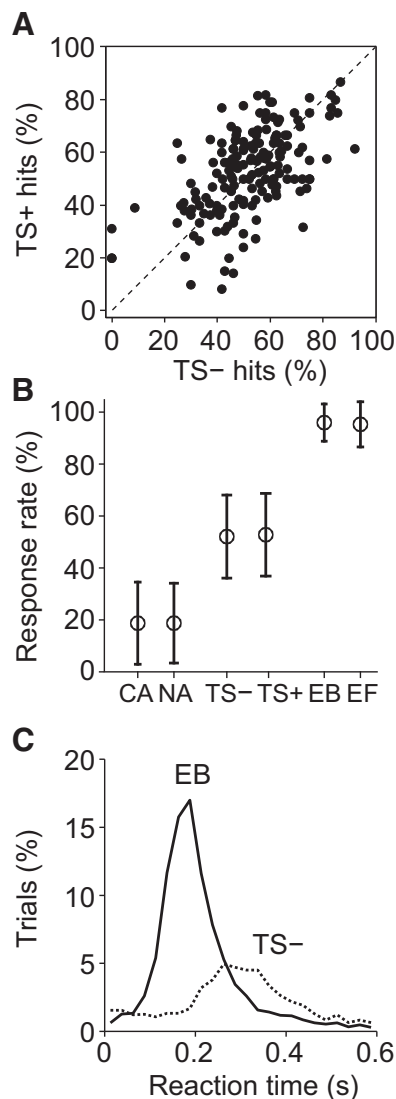 A
100
80
60
40
20
0
TS+ hits (%)
0 20 40 60 80 100
TS− hits (%)
B
100
80
60
40
20
0
Response rate (%)
CA NA TS− TS+ EB EF
C
20
15
10
5
0
Trials (%)
EB
TS−
0 0.2 0.4 0.6
Reaction time (s)